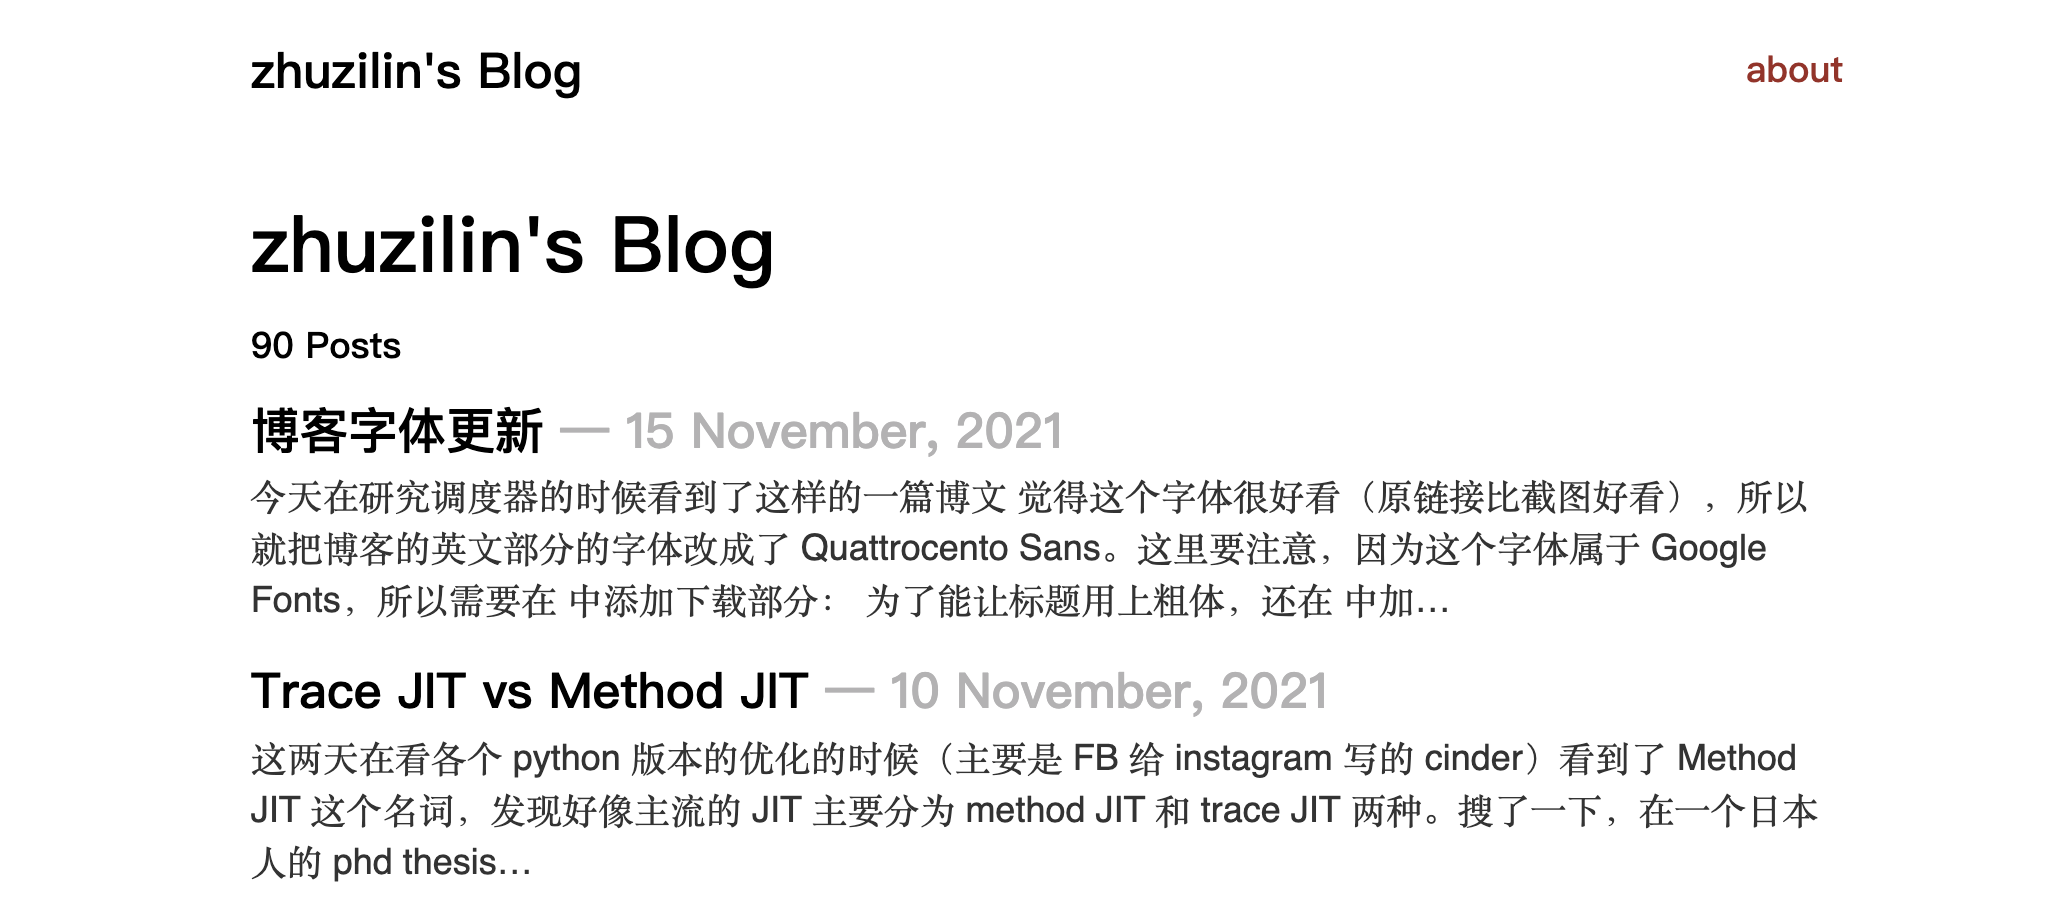 zhuzilin's Blog
about
zhuzilin's Blog
90 Posts
博客字体更新 — 15 November, 2021
今天在研究调度器的时候看到了这样的一篇博文 觉得这个字体很好看（原链接比截图好看），所以
就把博客的英文部分的字体改成了 Quattrocento Sans。这里要注意，因为这个字体属于 Google
Fonts，所以需要在 中添加下载部分： 为了能让标题用上粗体，还在 中加…
Trace JIT vs Method JIT — 10 November, 2021
这两天在看各个 python 版本的优化的时候（主要是 FB 给 instagram 写的 cinder）看到了 Method
JIT 这个名词，发现好像主流的 JIT 主要分为 method JIT 和 trace JIT 两种。搜了一下，在一个日本
人的 phd thesis…